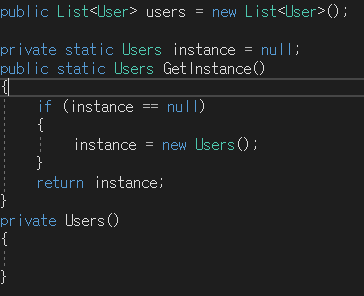 public List<User> users = new List<User>();
private static Users instance = null;
public static Users GetInstance()
{
if (instance == null)
{
instance = new Users();
}
return instance;
}
private Users()
{
}